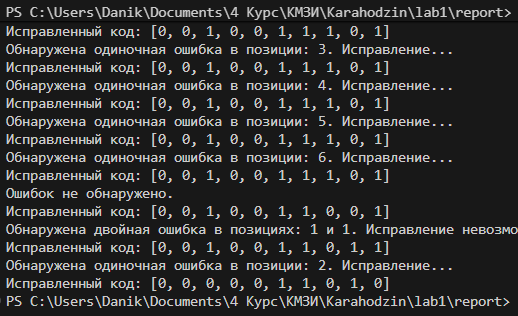 PS C:\Users\Danik\Documents\4 Курс\КМЗИ\Karahodzin\lab1\report>
Исправленный код: [0, 0, 1, 0, 0, 1, 1, 1, 0, 1]
Обнаружена одиночная ошибка в позиции: 3. Исправление...
Исправленный код: [0, 0, 1, 0, 0, 1, 1, 1, 0, 1]
Обнаружена одиночная ошибка в позиции: 4. Исправление...
Исправленный код: [0, 0, 1, 0, 0, 1, 1, 1, 0, 1]
Обнаружена одиночная ошибка в позиции: 5. Исправление...
Исправленный код: [0, 0, 1, 0, 0, 1, 1, 1, 0, 1]
Обнаружена одиночная ошибка в позиции: 6. Исправление...
Исправленный код: [0, 0, 1, 0, 0, 1, 1, 1, 0, 1]
Ошибок не обнаружено.
Исправленный код: [0, 0, 1, 0, 0, 1, 1, 0, 0, 1]
Обнаружена двойная ошибка в позициях: 1 и 1. Исправление невозмо
Исправленный код: [0, 0, 1, 0, 0, 1, 1, 0, 1, 1]
Обнаружена одиночная ошибка в позиции: 2. Исправление...
Исправленный код: [0, 0, 0, 0, 0, 1, 1, 0, 1, 0]
PS C:\Users\Danik\Documents\4 Курс\КМЗИ\Karahodzin\lab1\report>